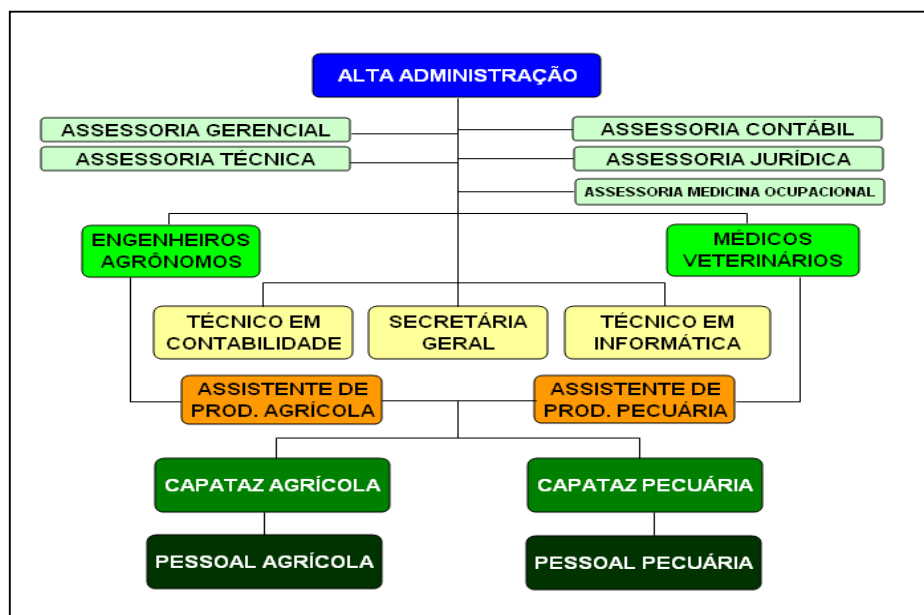 ALTA ADMINISTRAÇÃO
ASSESSORIA GERENCIAL
ASSESSORIA CONTÁBIL
ASSESSORIA TÉCNICA
ASSESSORIA JURÍDICA
ASSESSORIA MEDICINA OCUPACIONAL
ENGENHEIROS
AGRÔNOMOS
MÉDICOS
VETERINÁRIOS
TÉCNICO EM
CONTABILIDADE
SECRETÁRIA
GERAL
TÉCNICO EM
INFORMÁTICA
ASSISTENTE DE
PROD. AGRÍCOLA
ASSISTENTE DE
PROD. PECUÁRIA
CAPATAZ AGRÍCOLA
CAPATAZ PECUÁRIA
PESSOAL AGRÍCOLA
PESSOAL PECUÁRIA